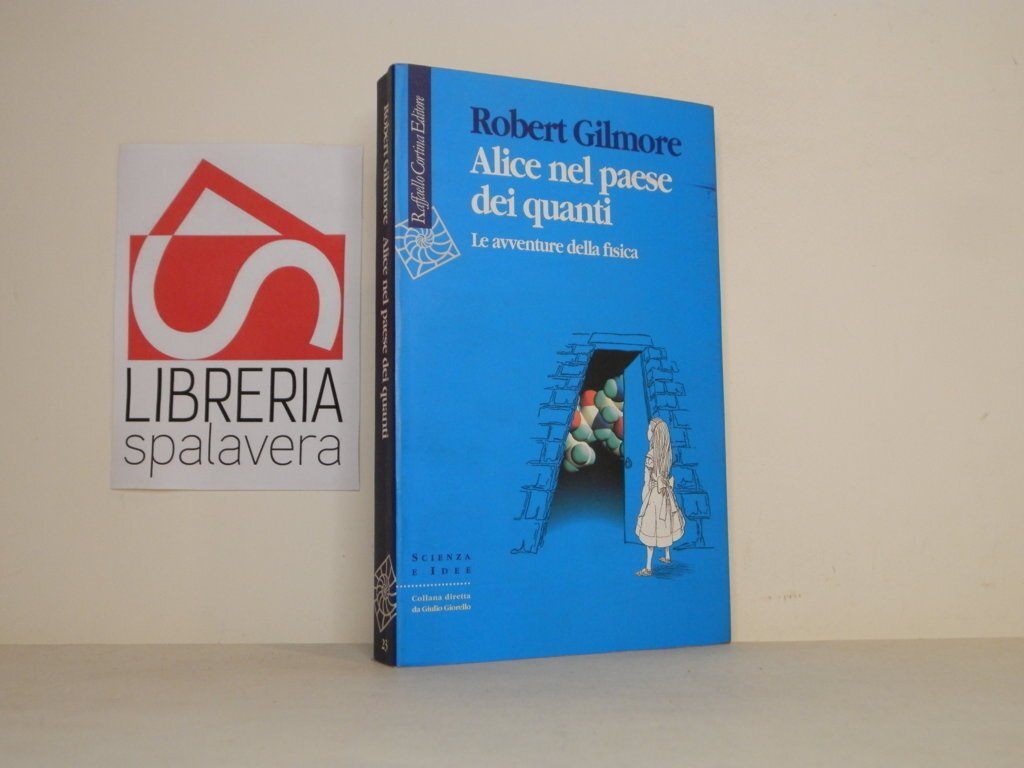 LIBRERIA
spalavera
Robert Gilmore Alice nel paese dei quanti
23
Raffaello Cortina Editore
Robert Gilmore
Alice nel paese
dei quanti
Le avventure della fisica
SCIENZA
E IDEE
Collana diretta
da Giulio Giorello